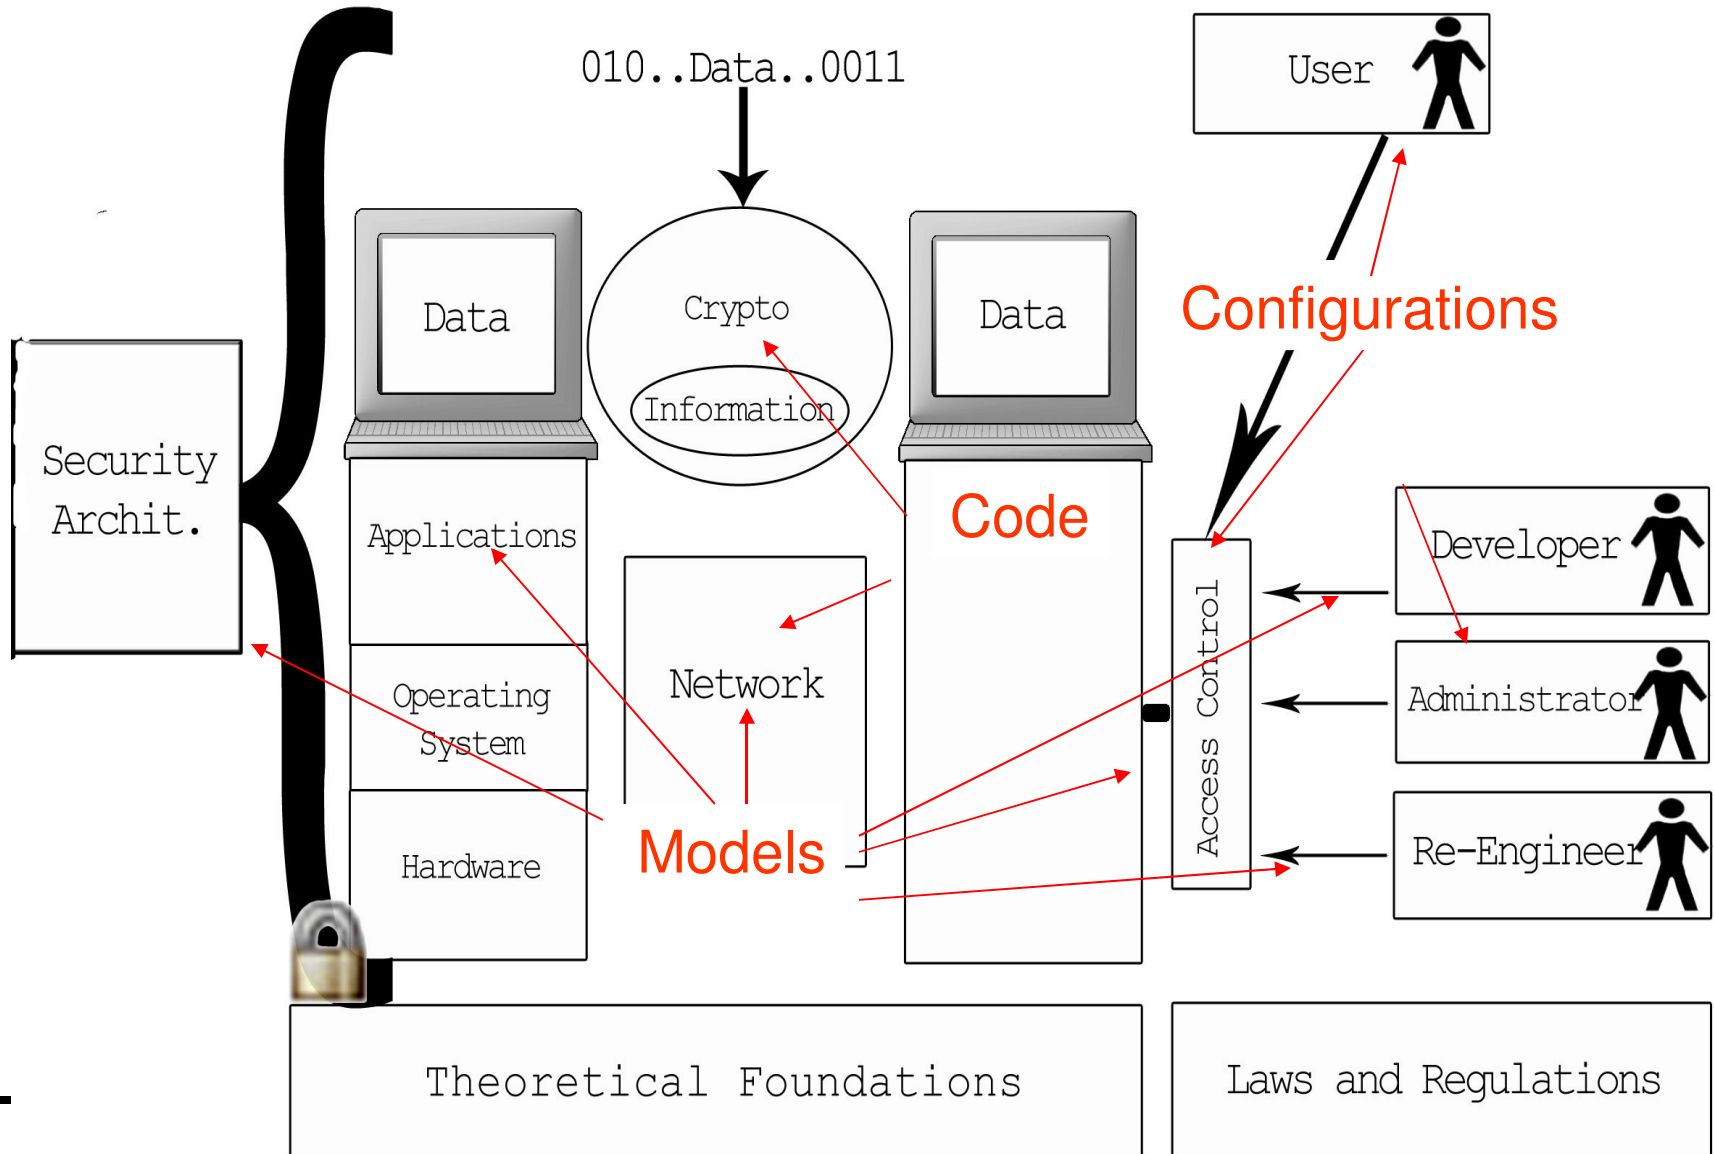 010..Data..0011
User
Data
Crypto
Information
Data
Configurations
Security
Archit.
Applications
Code
Developer
Network
Operating
System
Access Control
Administrator
Models
Hardware
Re-Engineer
Theoretical Foundations
Laws and Regulations